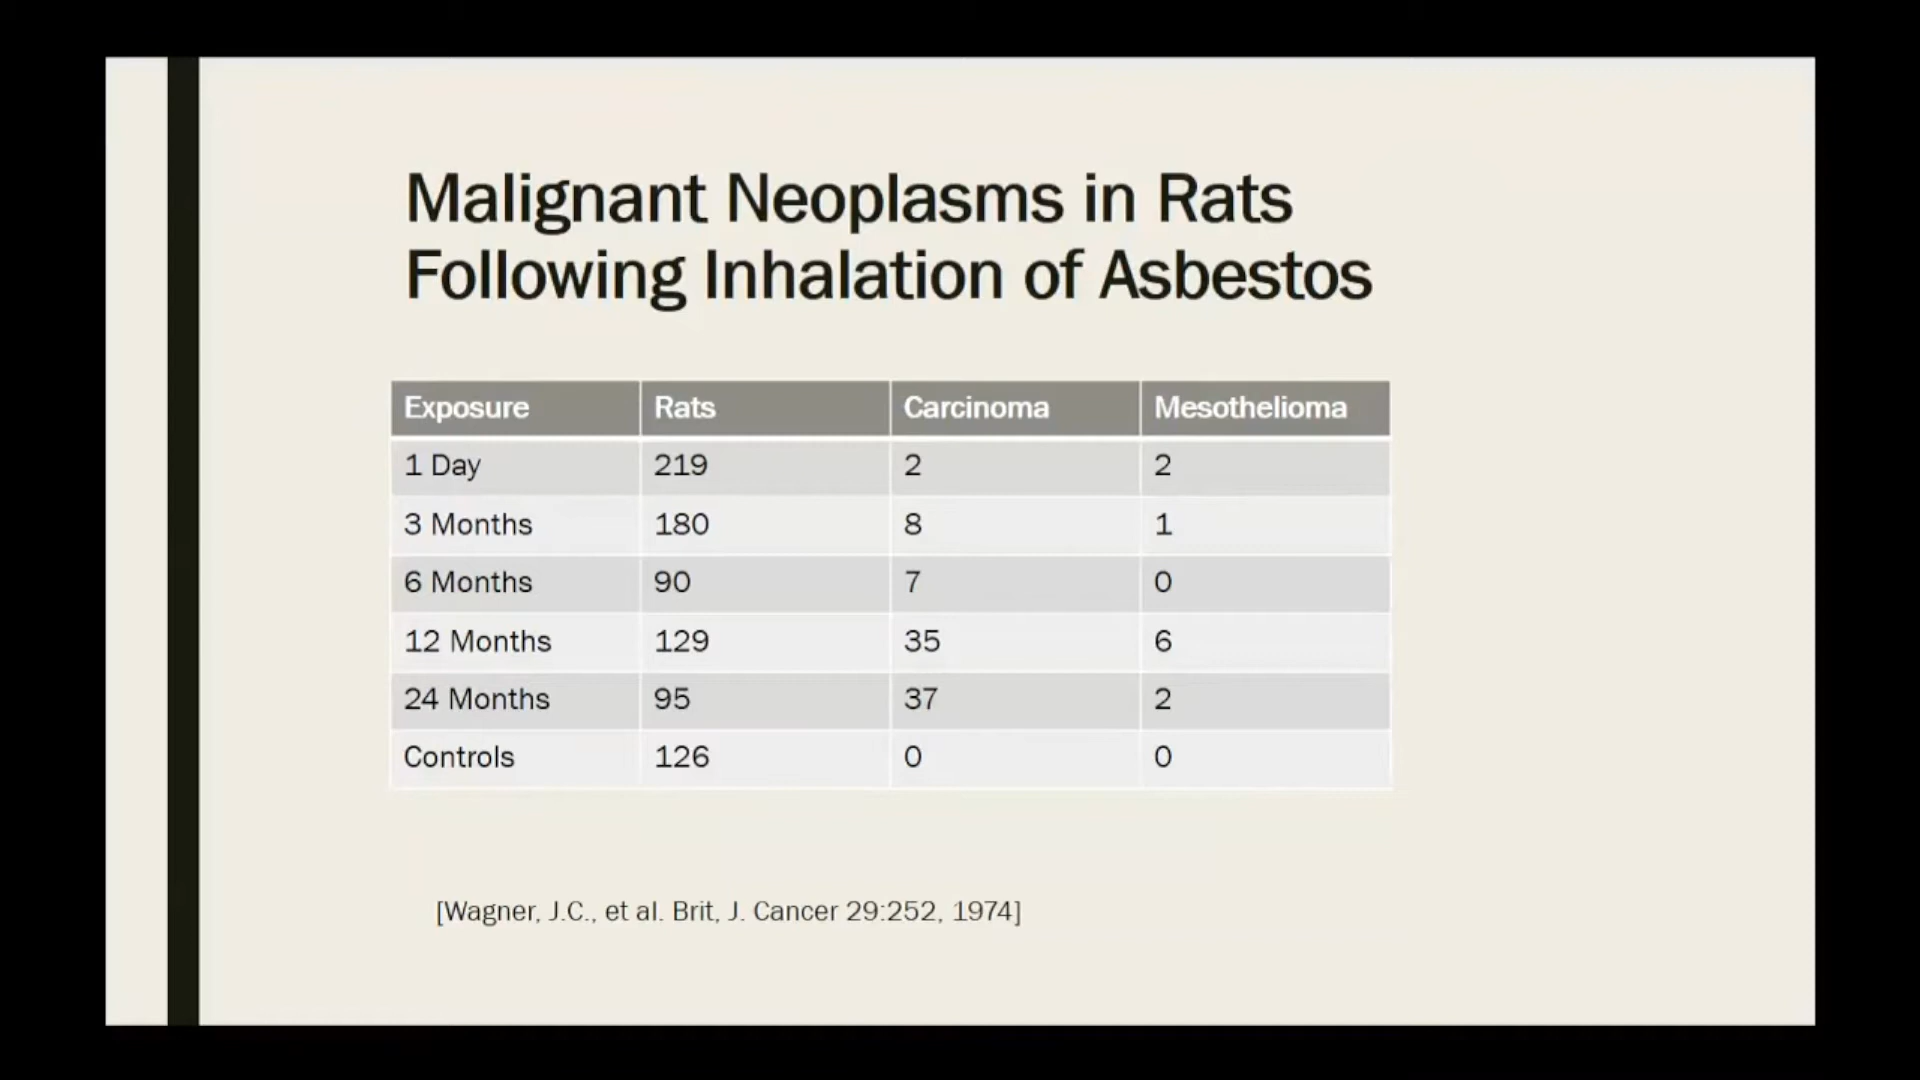 Malignant Neoplasms in Rats
Following Inhalation of Asbestos
Exposure Rats Carcinoma Mesothelioma
1 Day 219 2 2
3 Months 180 8 1
6 Months 90 7 0
12 Months 129 35 6
24 Months 95 37 2
Controls 126 0 0
[Wagner, J.C., et al. Brit, J. Cancer 29:252, 1974]